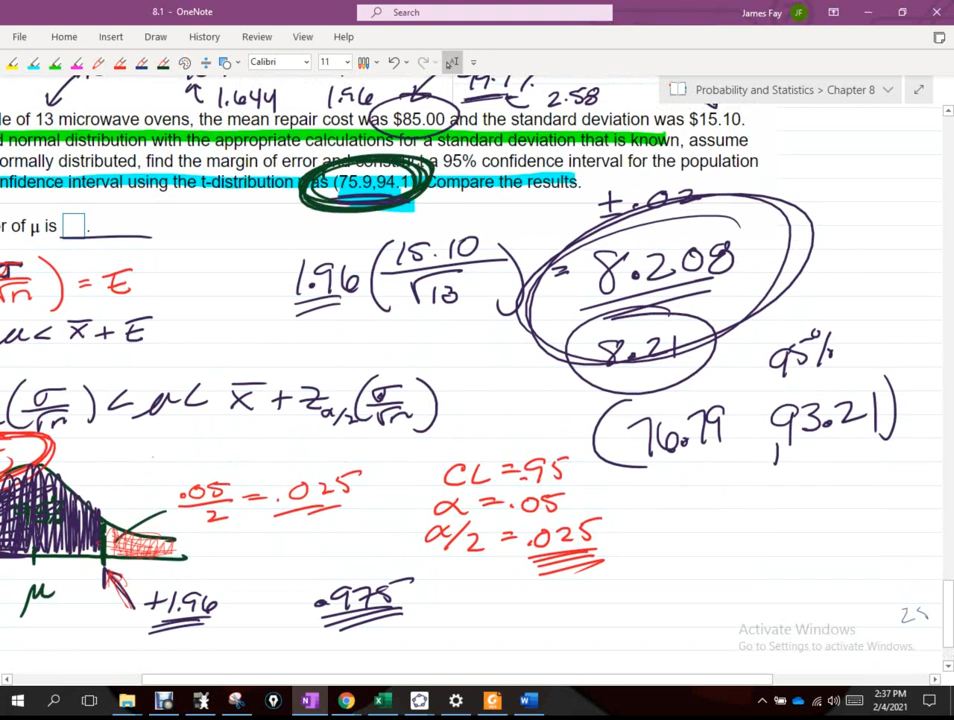 8.1 - OneNote
Search
James Fay JF
File Home Insert Draw History Review View Help
Calibri 11
Probability and Statistics > Chapter 8
1.644 1.96 2.58
le of 13 microwave ovens, the mean repair cost was $85.00 and the standard deviation was $15.10.
d normal distribution with the appropriate calculations for a standard deviation that is known, assume
ormally distributed, find the margin of error and construct a 95% confidence interval for the population
nfidence interval using the t-distribution was (75.9,94.1). Compare the results.
±.02
or of μ is .
σ/√n) = E
1.96 (15.10/√13) = 8.208
μ < x̄ + E
8.21
95%
(σ/√n) < μ < x̄ + Zα/2 (σ/√n)
(76.79 , 93.21)
.05/2 = .025
CL = .95
α = .05
α/2 = .025
μ
+1.96
.975
Activate Windows
Go to Settings to activate Windows.
2:37 PM
2/4/2021